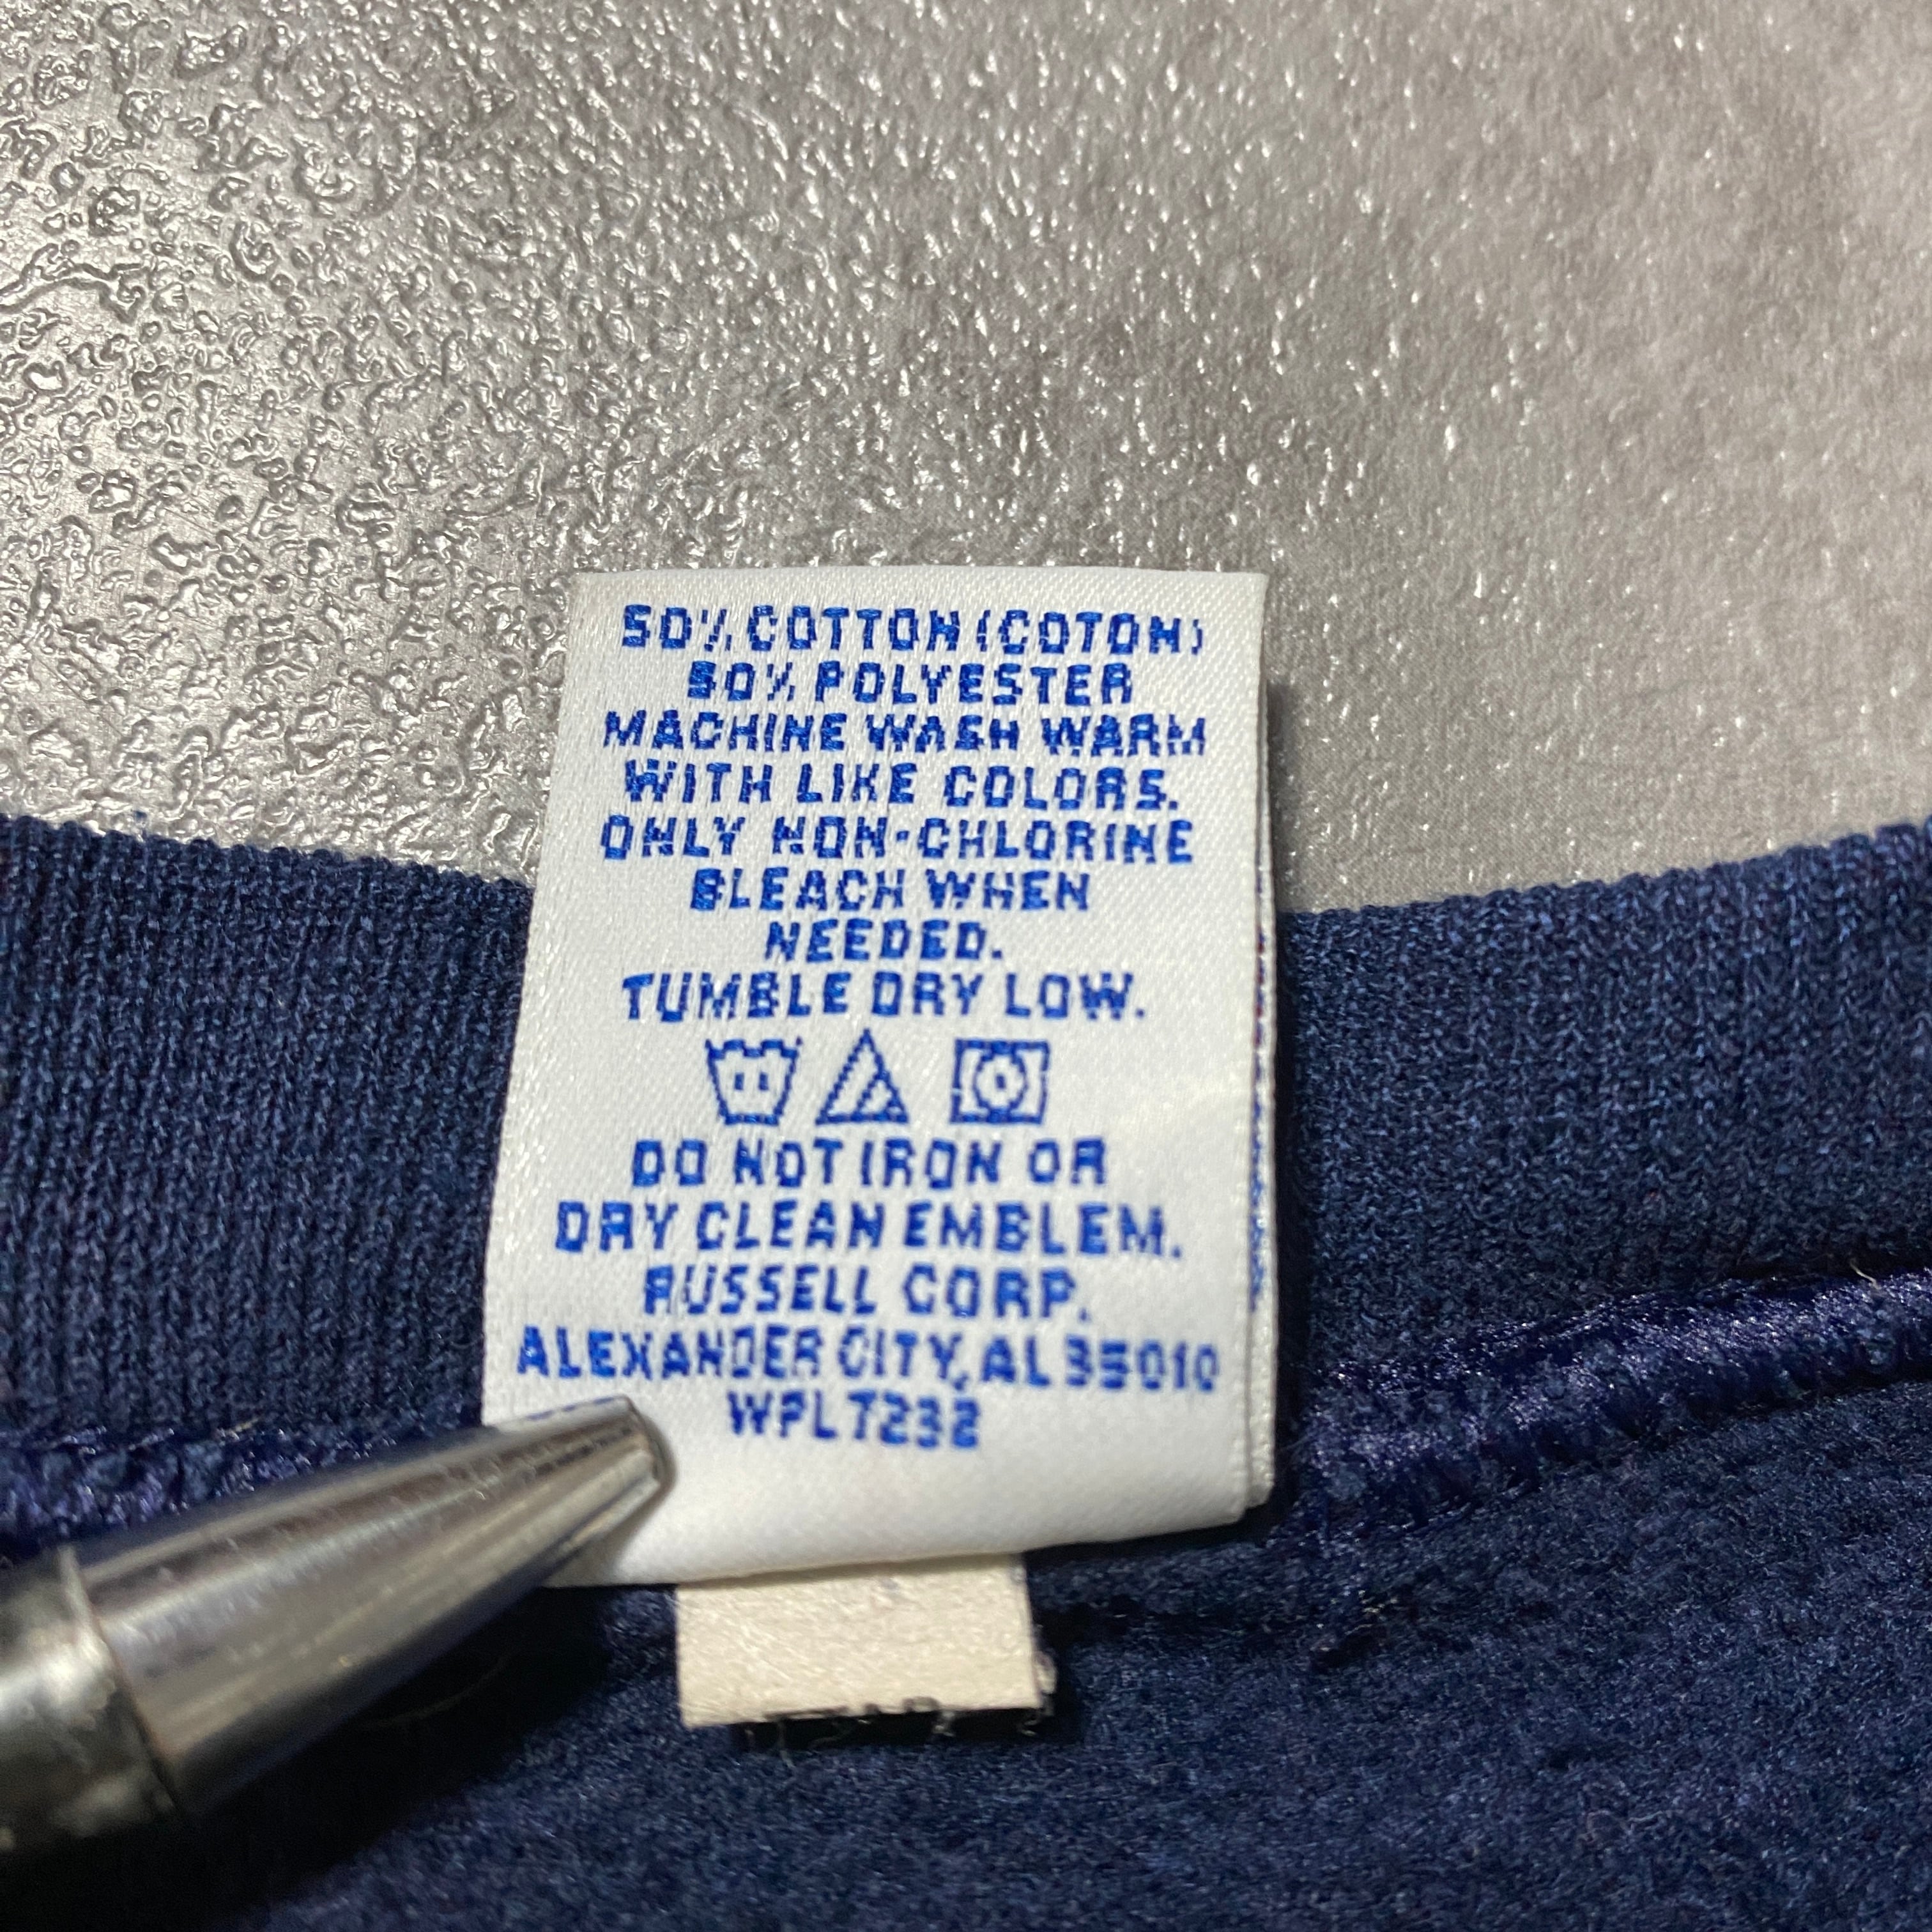 50% COTTON (COTON)
50% POLYESTER
MACHINE WASH WARM
WITH LIKE COLORS.
ONLY NON-CHLORINE
BLEACH WHEN
NEEDED.
TUMBLE DRY LOW.
DO NOT IRON OR
DRY CLEAN EMBLEM.
RUSSELL CORP.
ALEXANDER CITY, AL 35010
WPL 7232